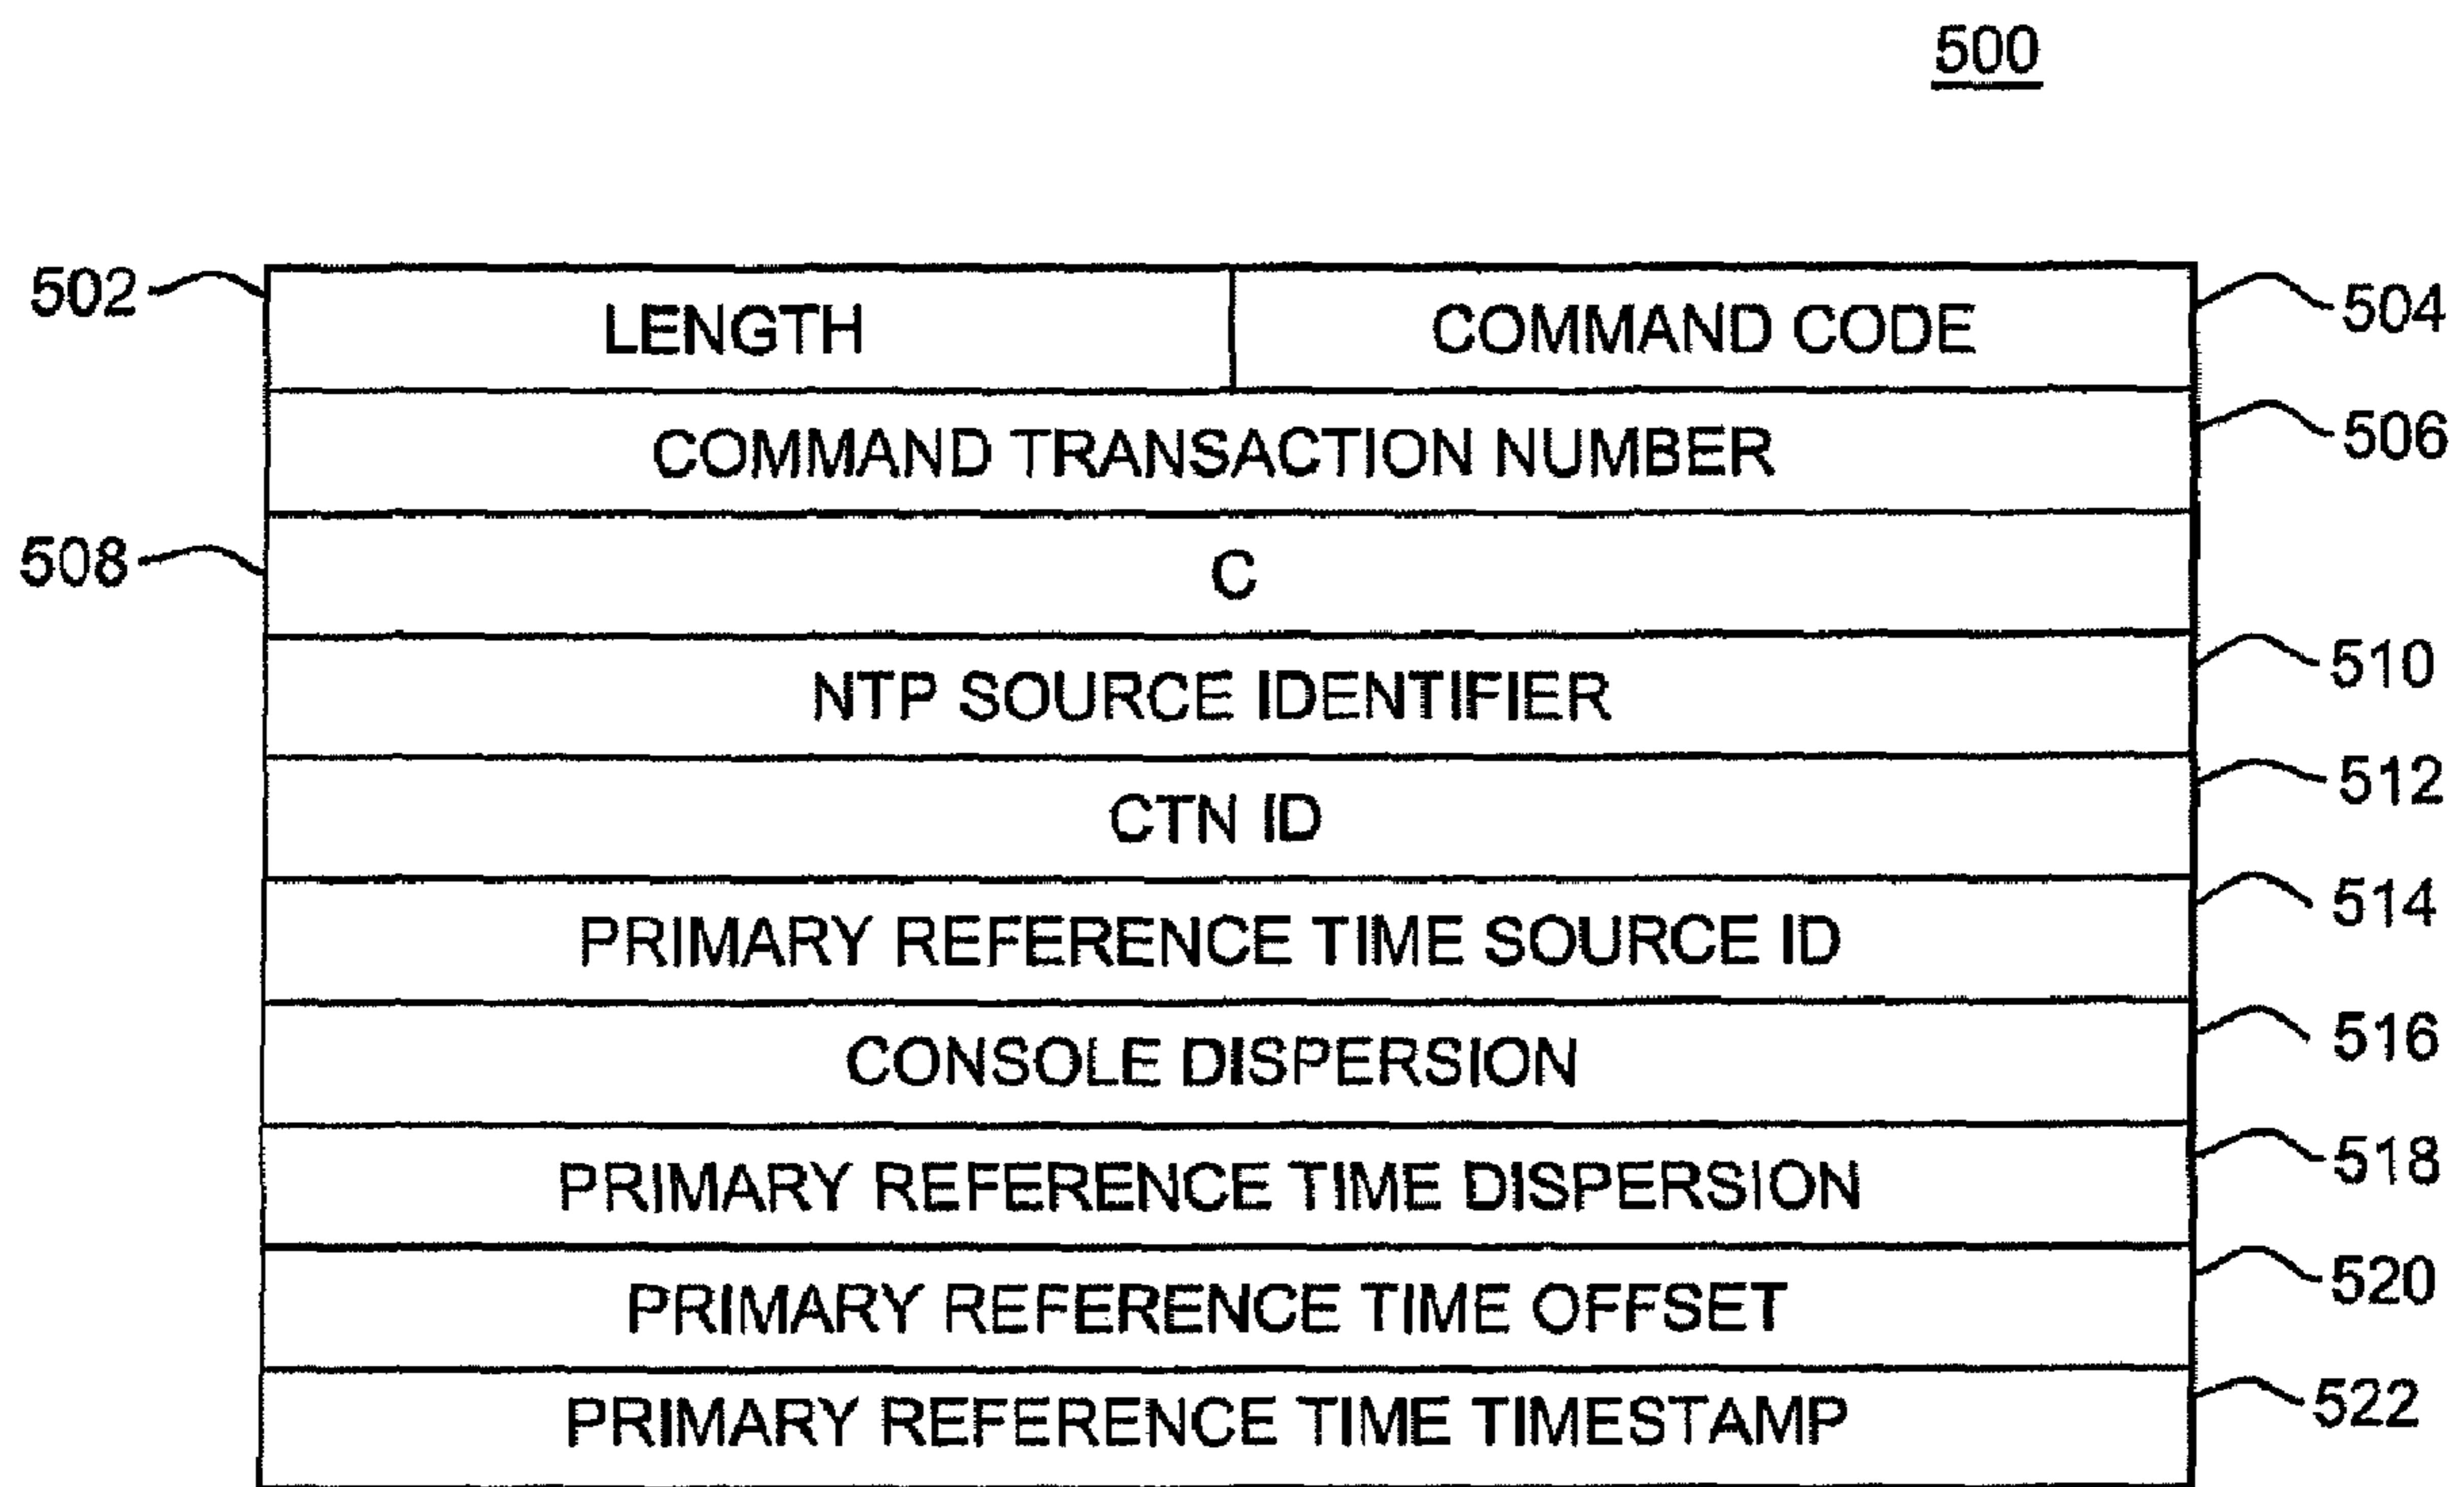 500
502 LENGTH COMMAND CODE 504
COMMAND TRANSACTION NUMBER 506
508 C
NTP SOURCE IDENTIFIER 510
CTN ID 512
PRIMARY REFERENCE TIME SOURCE ID 514
CONSOLE DISPERSION 516
PRIMARY REFERENCE TIME DISPERSION 518
PRIMARY REFERENCE TIME OFFSET 520
PRIMARY REFERENCE TIME TIMESTAMP 522